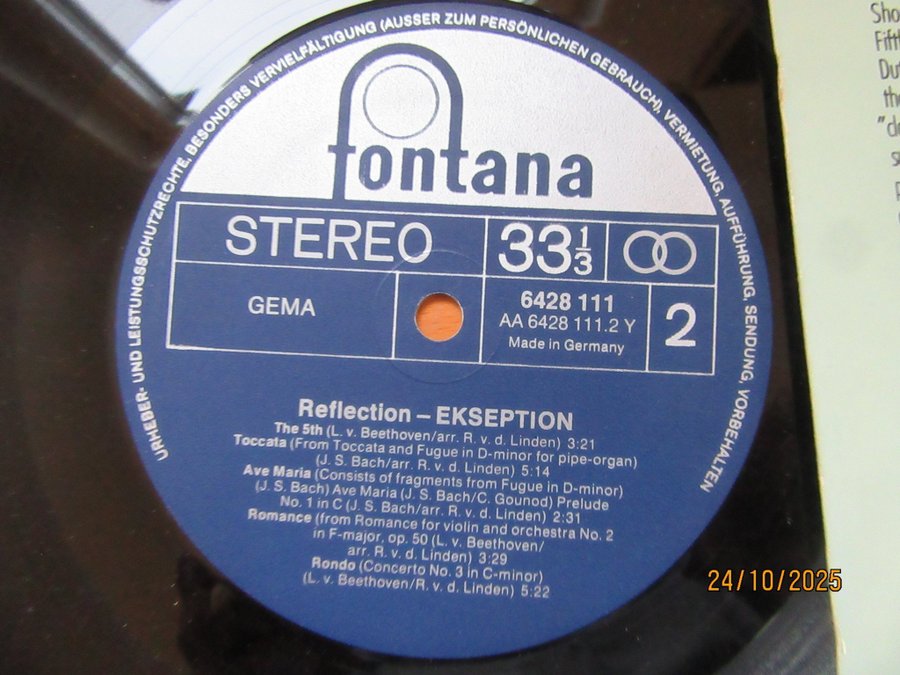 URHEBER- UND LEISTUNGSSCHUTZRECHTE, BESONDERS VERVIELFÄLTIGUNG (AUSSER ZUM PERSÖNLICHEN GEBRAUCH), VERMIETUNG, AUFFÜHRUNG, SENDUNG, VORBEHALTEN
fontana
STEREO
33 1/3
GEMA
6428 111
AA 6428 111.2 Y
Made in Germany
2
Reflection – EKSEPTION
The 5th (L. v. Beethoven/arr. R. v. d. Linden) 3:21
Toccata (From Toccata and Fugue in D-minor for pipe-organ)
(J. S. Bach/arr. R. v. d. Linden) 5:14
Ave Maria (Consists of fragments from Fugue in D-minor)
(J. S. Bach) Ave Maria (J. S. Bach/C. Gounod) Prelude
No. 1 in C (J. S. Bach/arr. R. v. d. Linden) 2:31
Romance (from Romance for violin and orchestra No. 2
in F-major, op. 50 (L. v. Beethoven/
arr. R. v. d. Linden) 3:29
Rondo (Concerto No. 3 in C-minor)
(L. v. Beethoven/R. v. d. Linden) 5:22
24/10/2025